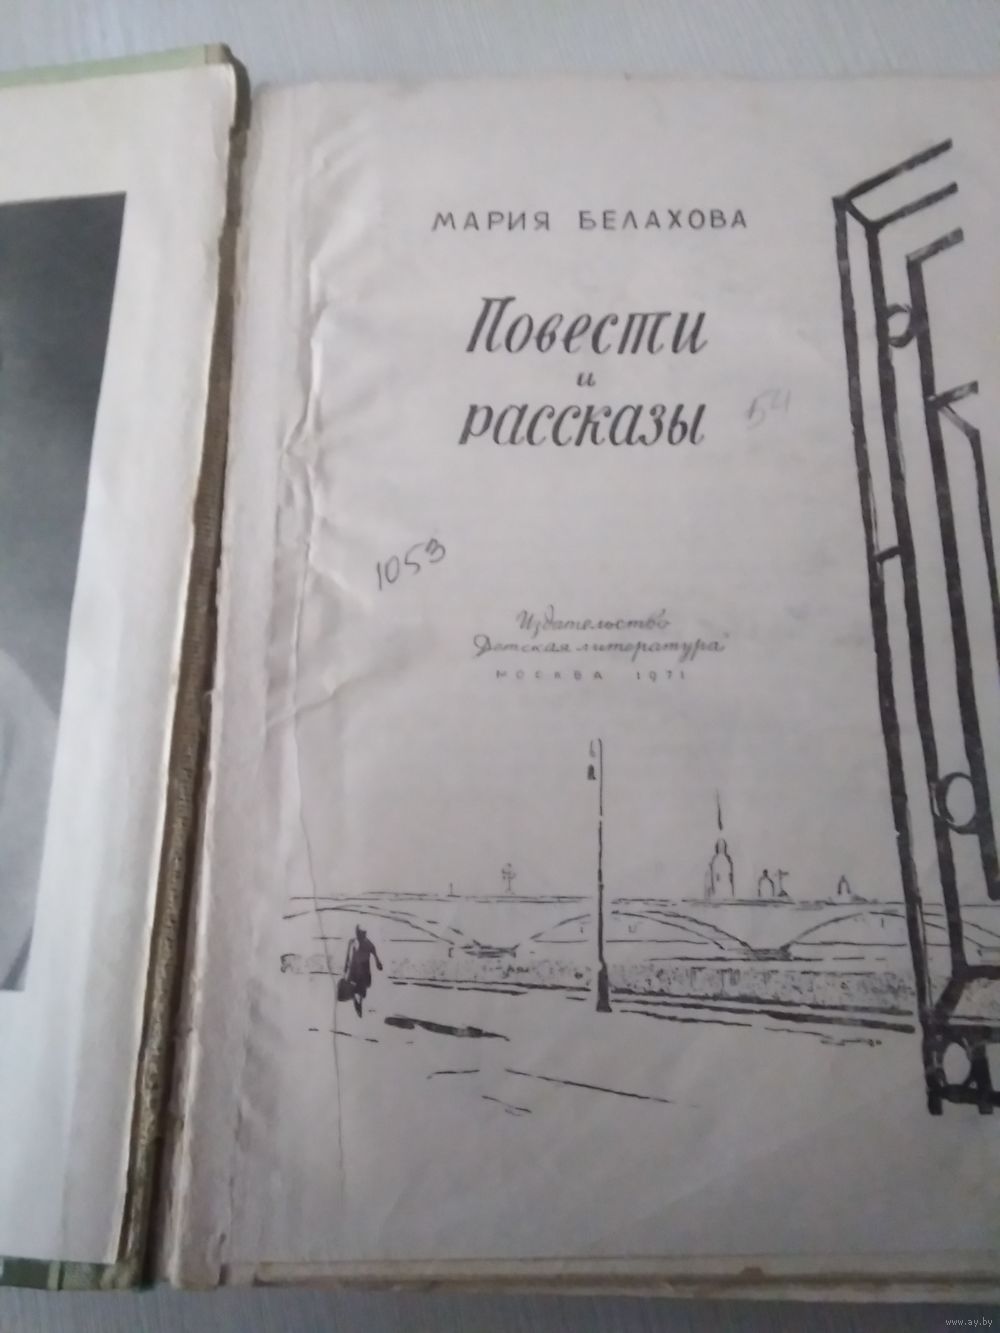 МАРИЯ БЕЛАХОВА
Повести
и
рассказы
54
1053
Издательство
"Детская литература"
МОСКВА 1971
www.ay.by